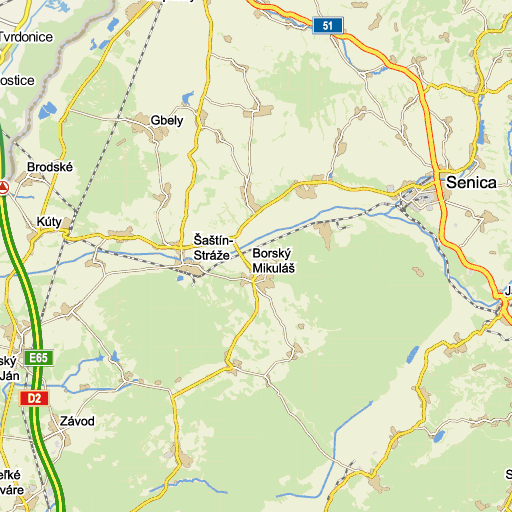 51
Tvrdonice
ostice
Gbely
Brodské
Senica
Kúty
Šaštín-
Stráže
Borský
Mikuláš
E65
ský
Ján
D2
Závod
eľké
váre